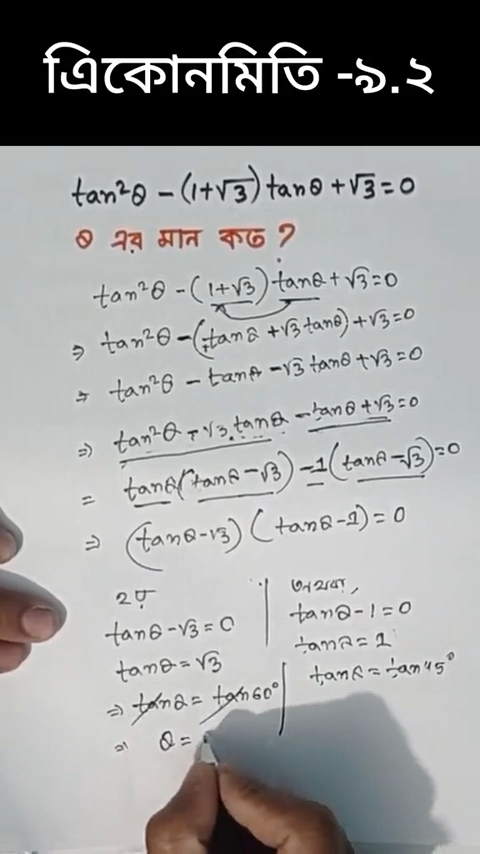 ত্রিকোনমিতি -৯.২
tan²θ - (1+√3) tanθ + √3 = 0
θ এর মান কত ?
tan²θ - (1+√3) tanθ + √3 = 0
⇒ tan²θ - (tanθ + √3 tanθ) + √3 = 0
⇒ tan²θ - tanθ - √3 tanθ + √3 = 0
⇒ tan²θ - √3 tanθ - tanθ + √3 = 0
= tanθ (tanθ - √3) - 1 (tanθ - √3) = 0
⇒ (tanθ - √3) (tanθ - 1) = 0
হয়
tanθ - √3 = 0
tanθ = √3
⇒ tanθ = tan60°
⇒ θ =
অথবা,
tanθ - 1 = 0
tanθ = 1
tanθ = tan45°